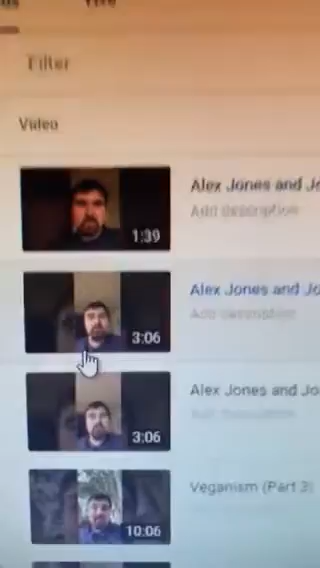 Filter
Video
Alex Jones and Jo
Add description
1:39
Alex Jones and Jo
Add description
3:06
Alex Jones and Jo
3:06
Veganism (Part 3)
10:06